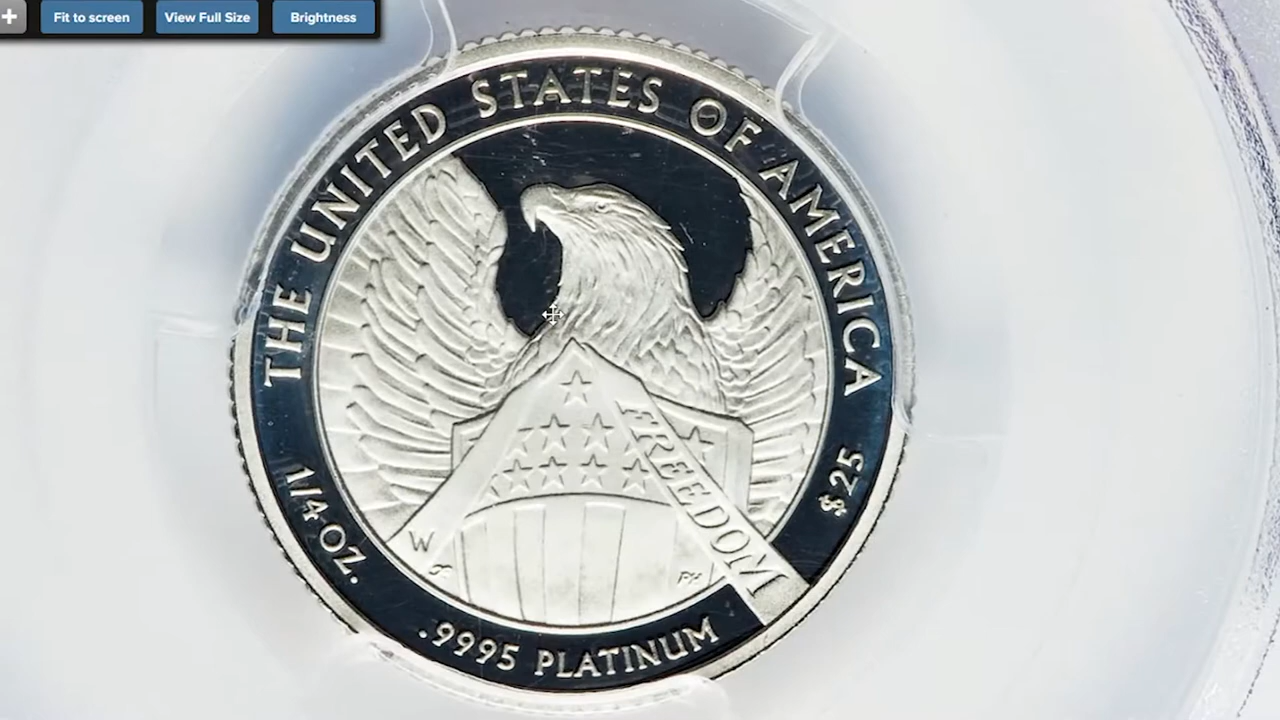 Fit to screen
View Full Size
Brightness
THE UNITED STATES OF AMERICA
FREEDOM
$25
1/4 OZ.
W
PH
.9995 PLATINUM